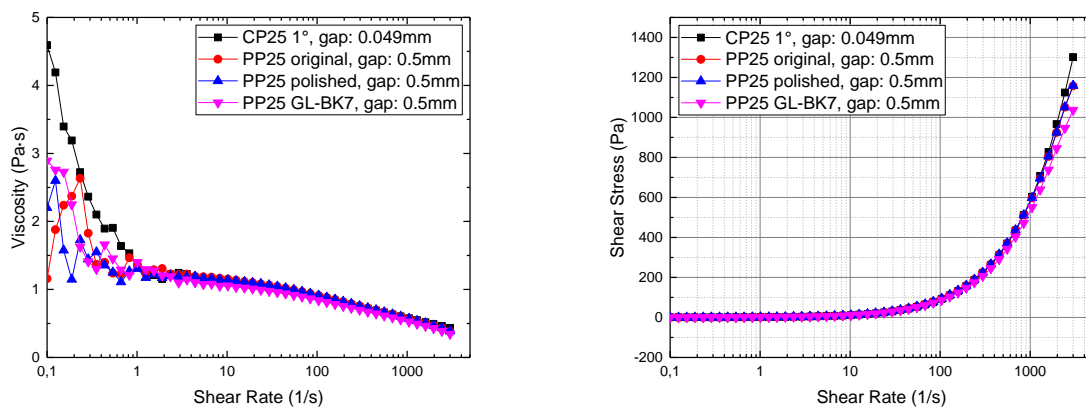 5
4
3
2
1
0
0,1
1
10
100
1000
Viscosity (Pa·s)
Shear Rate (1/s)
CP25 1°, gap: 0.049mm
PP25 original, gap: 0.5mm
PP25 polished, gap: 0.5mm
PP25 GL-BK7, gap: 0.5mm
1400
1200
1000
800
600
400
200
0
-200
0,1
1
10
100
1000
Shear Stress (Pa)
Shear Rate (1/s)
CP25 1°, gap: 0.049mm
PP25 original, gap: 0.5mm
PP25 polished, gap: 0.5mm
PP25 GL-BK7, gap: 0.5mm